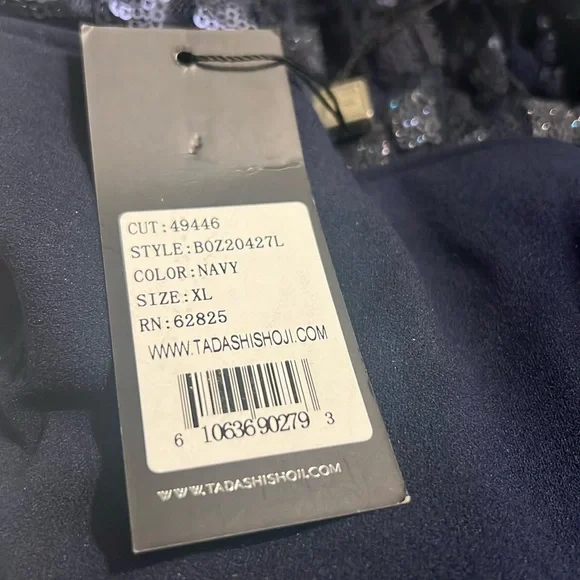 CUT:49446
STYLE:BOZ20427L
COLOR:NAVY
SIZE:XL
RN:62825
WWW.TADASHISHOJI.COM
6 10636 90279 3
WWW.TADASHISHOJI.COM